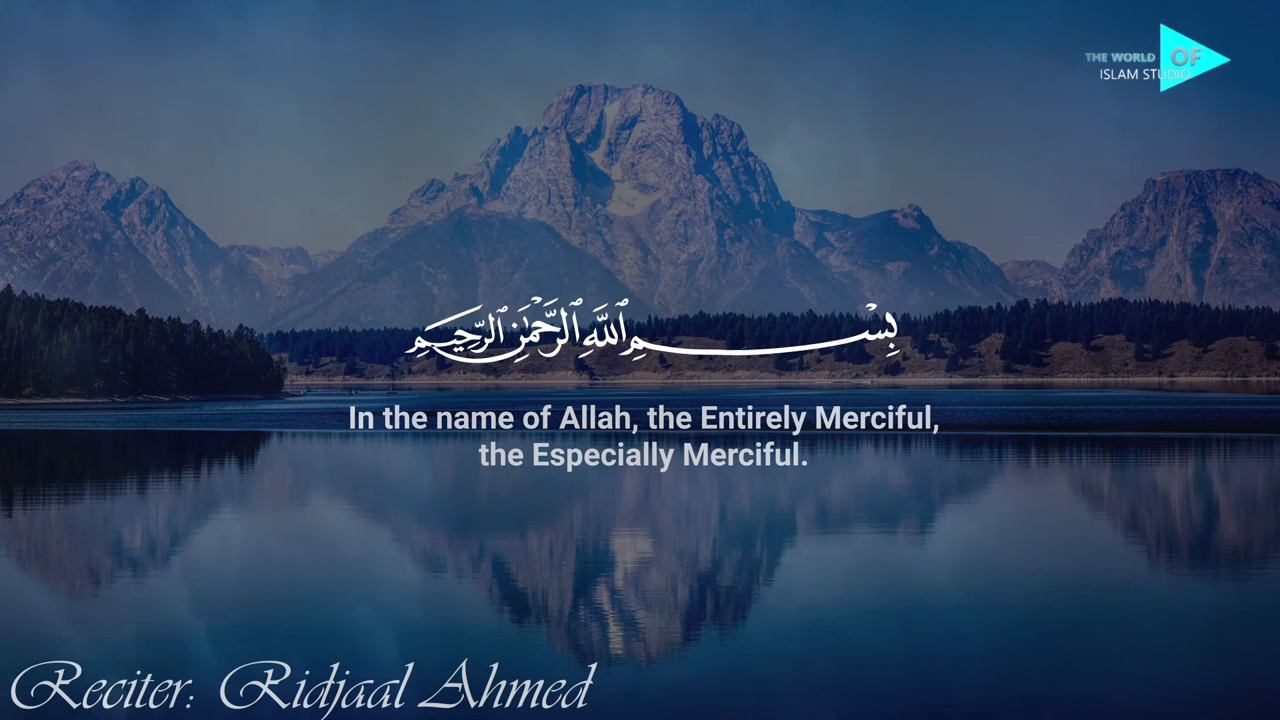 THE WORLD OF
ISLAM STUDIO
بِسْمِ ٱللَّهِ ٱلرَّحْمَٰنِ ٱلرَّحِيمِ
In the name of Allah, the Entirely Merciful,
the Especially Merciful.
Reciter: Ridjaal Ahmed